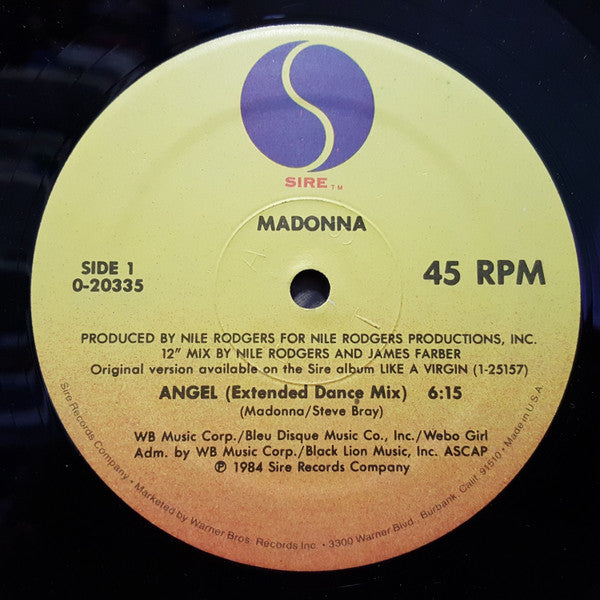 SIRE™
MADONNA
SIDE 1
0-20335
45 RPM
PRODUCED BY NILE RODGERS FOR NILE RODGERS PRODUCTIONS, INC.
12" MIX BY NILE RODGERS AND JAMES FARBER
Original version available on the Sire album LIKE A VIRGIN (1-25157)
ANGEL (Extended Dance Mix) 6:15
(Madonna/Steve Bray)
WB Music Corp./Bleu Disque Music Co., Inc./Webo Girl
Adm. by WB Music Corp./Black Lion Music, Inc. ASCAP
℗ 1984 Sire Records Company
Sire Records Company • Marketed by Warner Bros. Records Inc. • 3300 Warner Blvd., Burbank, Calif. 91510 • Made in U.S.A.